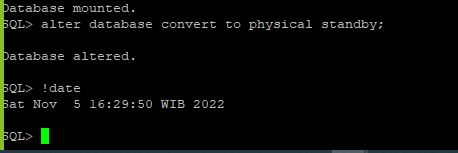 Database mounted.
SQL> alter database convert to physical standby;
Database altered.
SQL> !date
Sat Nov  5 16:29:50 WIB 2022
SQL>